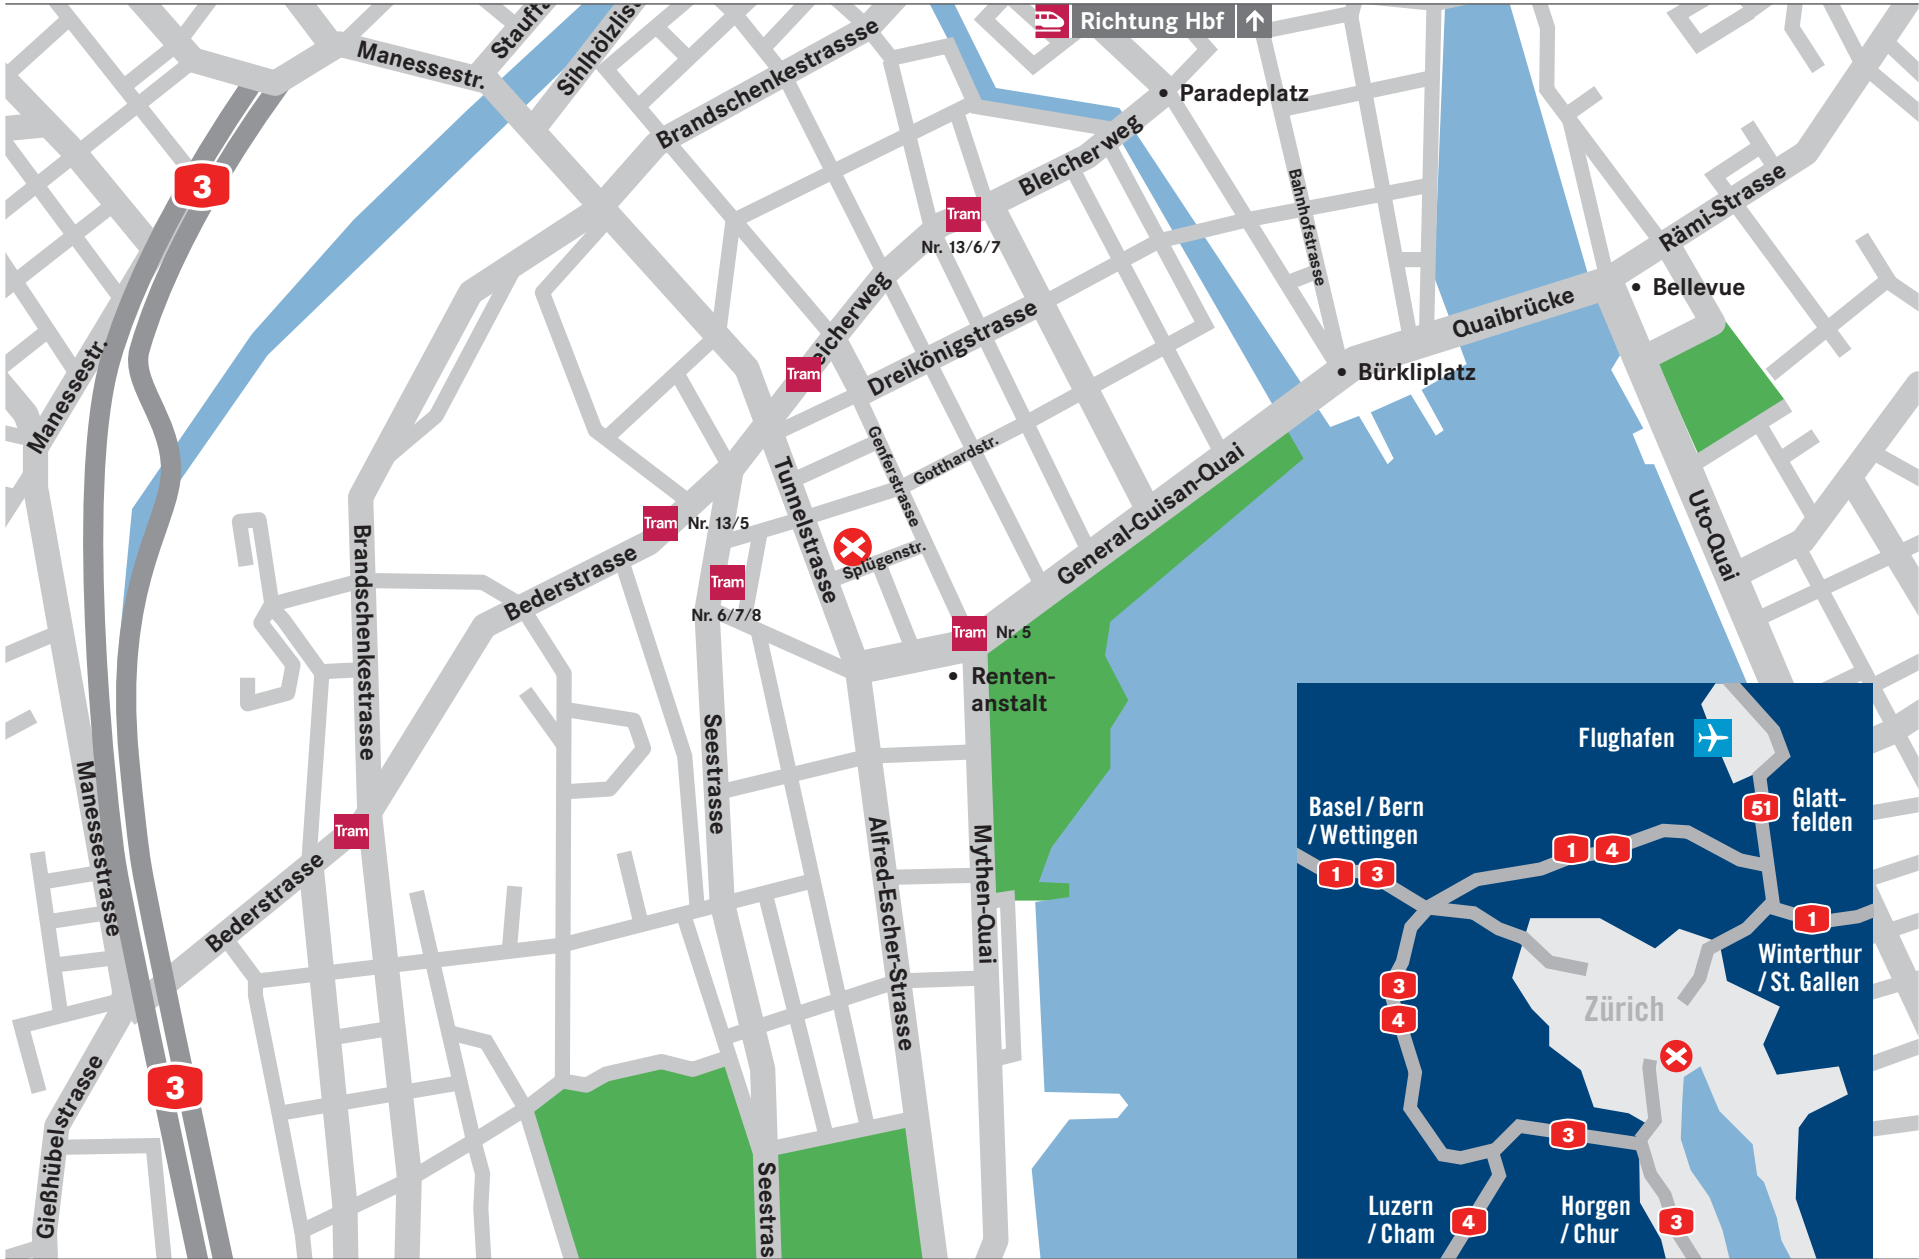 Richtung Hbf
Manessestr.
Stauffa
Sihlhölzlis
Brandschenkestrassse
Paradeplatz
3
Bleicherweg
Bahnhofstrasse
Rämi-Strasse
Tram
Nr. 13/6/7
Bellevue
Quaibrücke
eicherweg
Dreikönigstrasse
Tram
Bürkliplatz
Manessestr.
Genferstrasse
Gotthardstr.
General-Guisan-Quai
Tunnelstrasse
Uto-Quai
Tram
Nr. 13/5
Splügenstr.
Bederstrasse
Tram
Nr. 6/7/8
Brandschenkestrasse
Tram
Nr. 5
Renten-
anstalt
Seestrasse
Manessestrasse
Tram
Bederstrasse
Alfred-Escher-Strasse
Mythen-Quai
3
Gießhübelstrasse
Seestras
Flughafen
51
Glatt-
felden
Basel / Bern
/ Wettingen
1
3
1
4
1
Winterthur
/ St. Gallen
3
4
Zürich
3
Luzern
/ Cham
4
Horgen
/ Chur
3